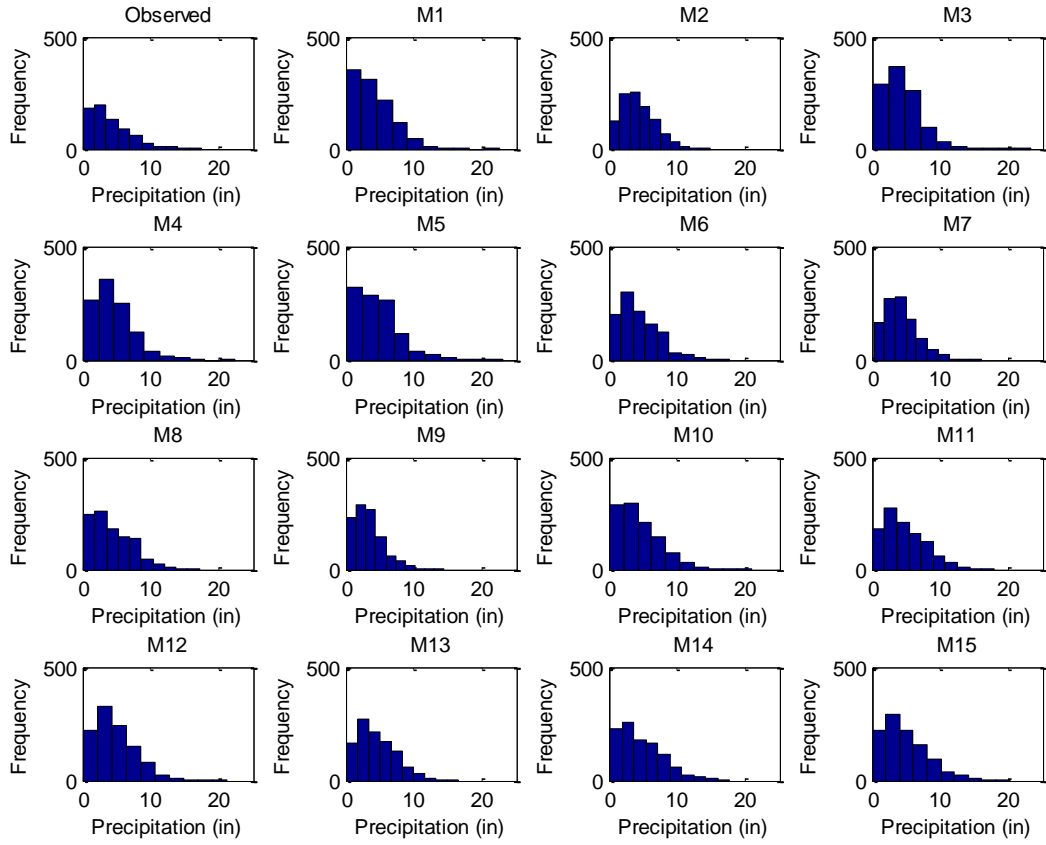 Observed M1 M2 M3
500 500 500 500
Frequency Frequency Frequency Frequency
0 0 0 0
0 10 20 0 10 20 0 10 20 0 10 20
Precipitation (in) Precipitation (in) Precipitation (in) Precipitation (in)
M4 M5 M6 M7
500 500 500 500
Frequency Frequency Frequency Frequency
0 0 0 0
0 10 20 0 10 20 0 10 20 0 10 20
Precipitation (in) Precipitation (in) Precipitation (in) Precipitation (in)
M8 M9 M10 M11
500 500 500 500
Frequency Frequency Frequency Frequency
0 0 0 0
0 10 20 0 10 20 0 10 20 0 10 20
Precipitation (in) Precipitation (in) Precipitation (in) Precipitation (in)
M12 M13 M14 M15
500 500 500 500
Frequency Frequency Frequency Frequency
0 0 0 0
0 10 20 0 10 20 0 10 20 0 10 20
Precipitation (in) Precipitation (in) Precipitation (in) Precipitation (in)